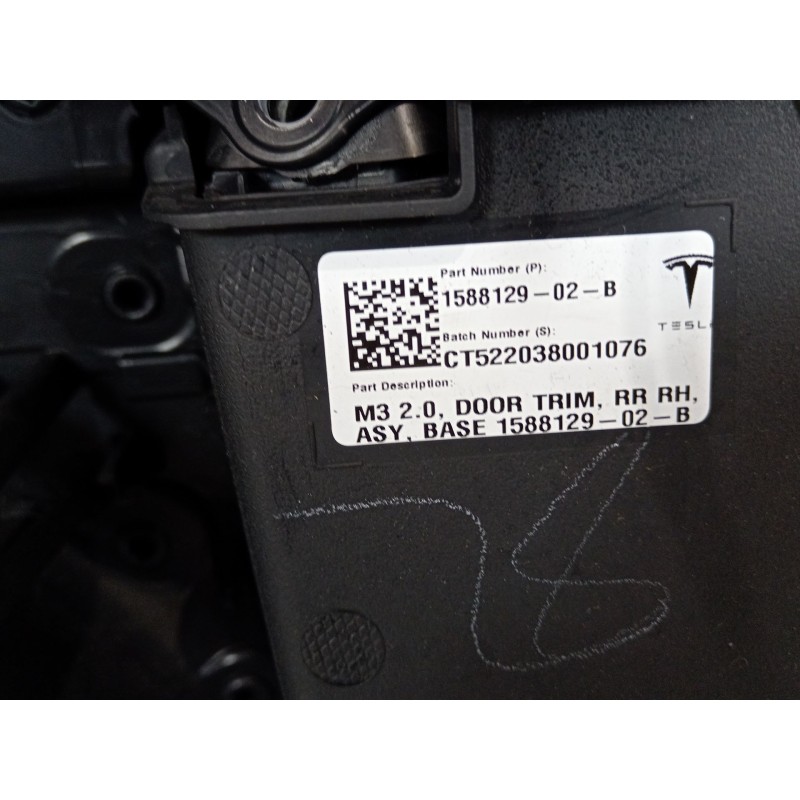 Part Number (P):
1588129-02-B
TESL
Batch Number (S):
CT522038001076
Part Description:
M3 2.0, DOOR TRIM, RR RH,
ASY, BASE 1588129-02-B